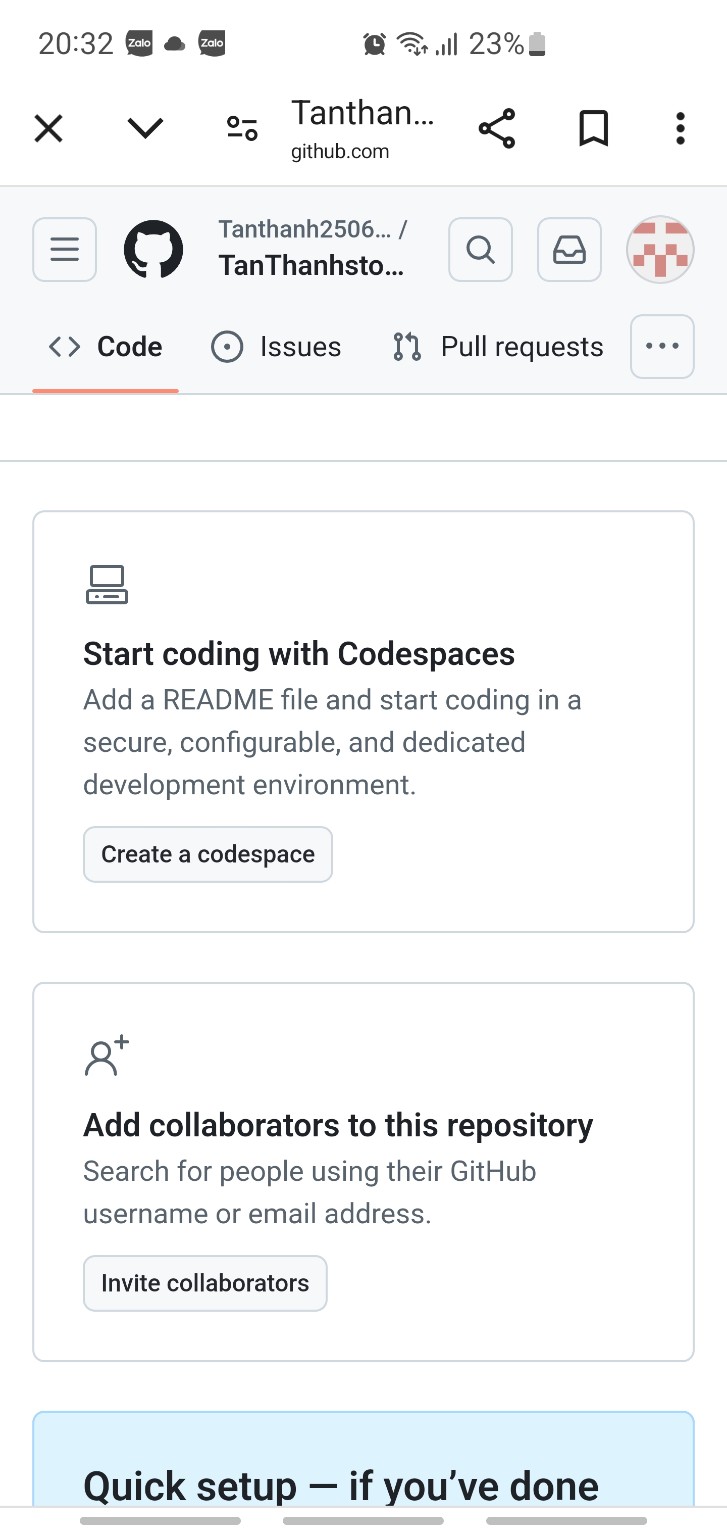 20:32 Zalo Zalo 23%
Tanthan...
github.com
Tanthanh2506... /
TanThanhsto...
Code Issues Pull requests
Start coding with Codespaces
Add a README file and start coding in a
secure, configurable, and dedicated
development environment.
Create a codespace
Add collaborators to this repository
Search for people using their GitHub
username or email address.
Invite collaborators
Quick setup — if you’ve done